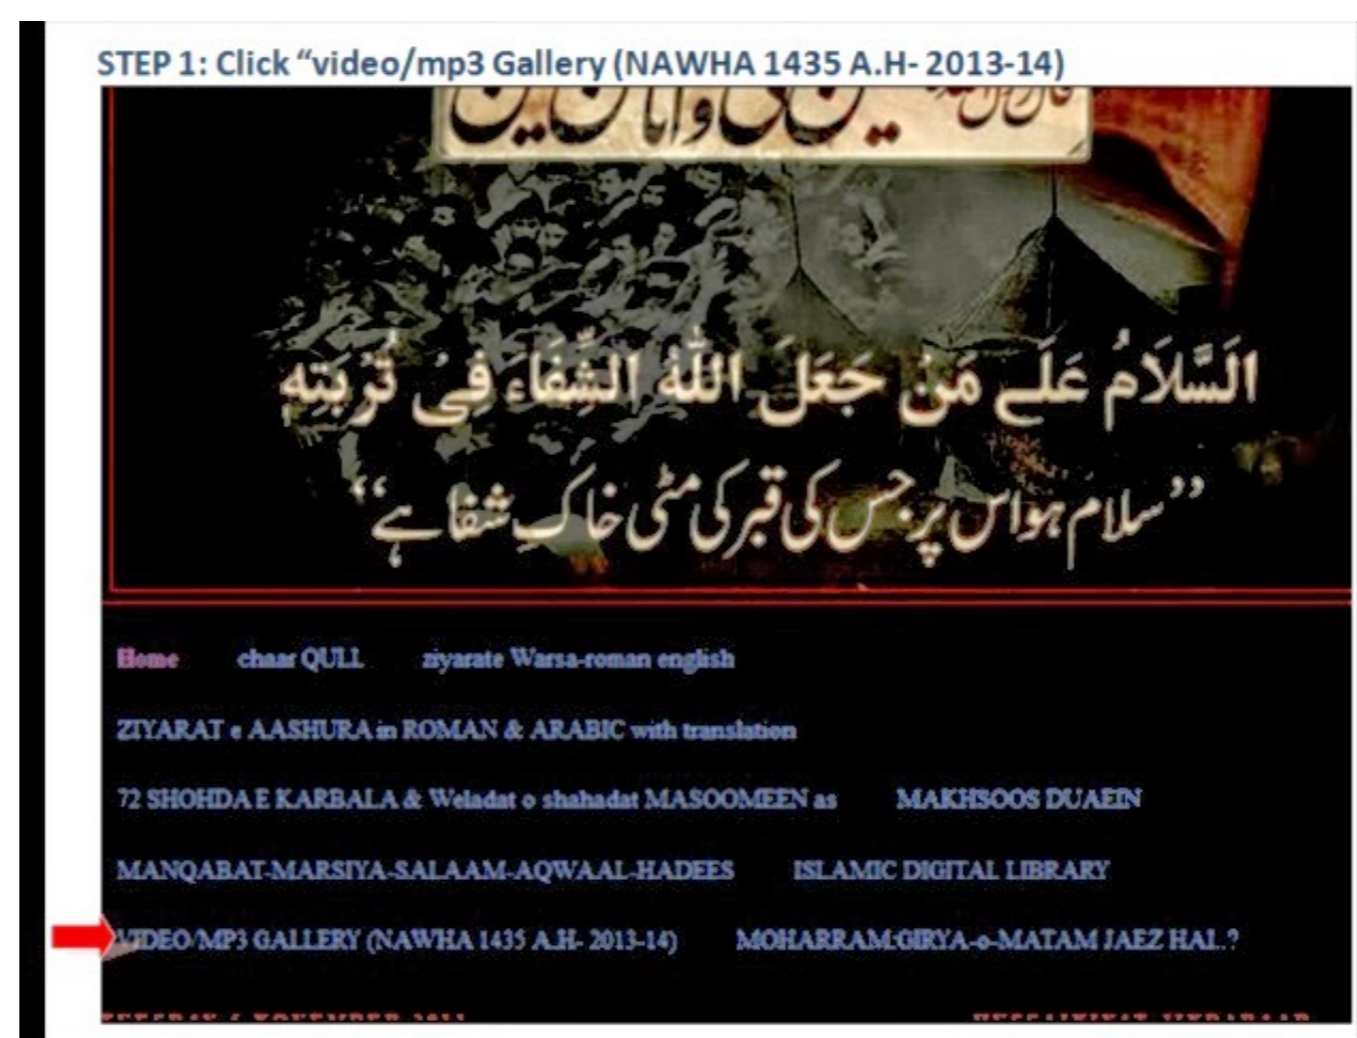 STEP 1: Click “video/mp3 Gallery (NAWHA 1435 A.H- 2013-14)
اَلسَّلَامُ عَلَے مَنْ جَعَلَ اللّٰهُ الشِّفَاءَ فِیْ تُرْبَتِهِ
’’سلام ہو اس پر جس کی قبر کی مٹی خاکِ شفا ہے‘‘
Home chaar QULL ziyarate Warsa-roman english
ZIYARAT e AASHURA in ROMAN & ARABIC with translation
72 SHOHDA E KARBALA & Weladat o shahadat MASOOMEEN as MAKHSOOS DUAEIN
MANQABAT-MARSIYA-SALAAM-AQWAAL-HADEES ISLAMIC DIGITAL LIBRARY
VIDEO/MP3 GALLERY (NAWHA 1435 A.H- 2013-14) MOHARRAM:GIRYA-o-MATAM JAEZ HAI..?